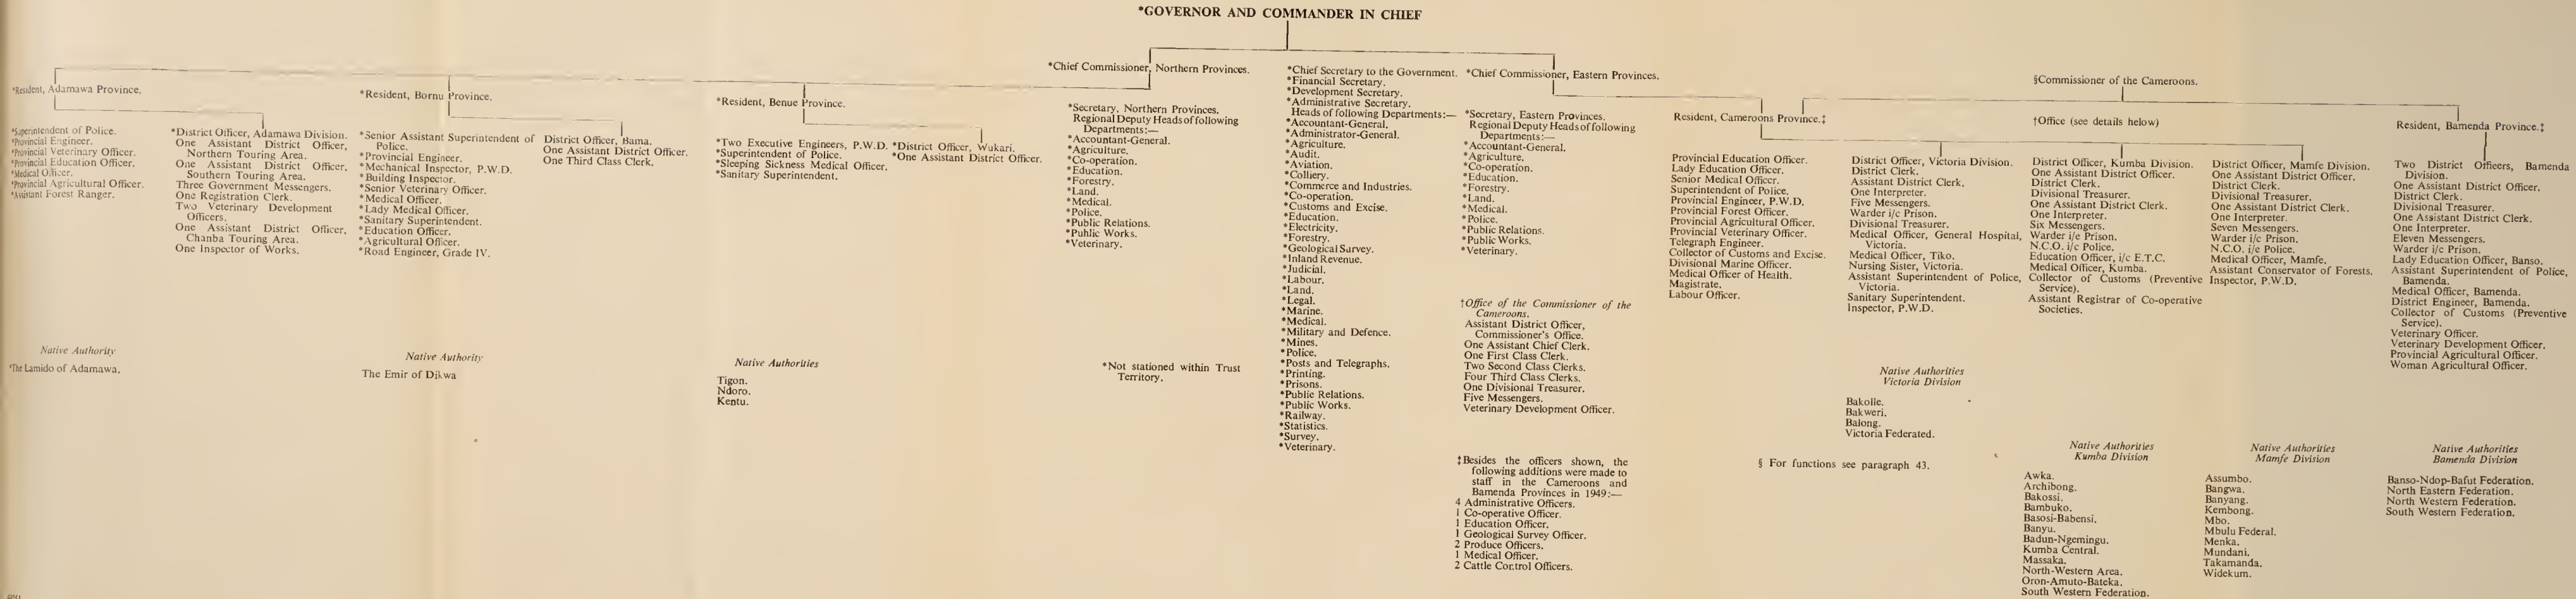 *GOVERNOR AND COMMANDER IN CHIEF
*Chief Commissioner, Northern Provinces.
*Chief Secretary to the Government.
*Financial Secretary.
*Development Secretary.
*Administrative Secretary.
Heads of following Departments:—
*Accountant-General.
*Administrator-General.
*Agriculture.
*Audit.
*Aviation.
*Colliery.
*Commerce and Industries.
*Co-operation.
*Customs and Excise.
*Education.
*Electricity.
*Forestry.
*Geological Survey.
*Inland Revenue.
*Judicial.
*Labour.
*Land.
*Legal.
*Marine.
*Medical.
*Military and Defence.
*Mines.
*Police.
*Posts and Telegraphs.
*Printing.
*Prisons.
*Public Relations.
*Public Works.
*Railway.
*Statistics.
*Survey.
*Veterinary.
*Chief Commissioner, Eastern Provinces.
§Commissioner of the Cameroons.
*Resident, Adamawa Province.
*Superintendent of Police.
*Provincial Engineer.
*Provincial Veterinary Officer.
*Provincial Education Officer.
*Medical Officer.
*Provincial Agricultural Officer.
*Assistant Forest Ranger.
*District Officer, Adamawa Division.
One Assistant District Officer,
Northern Touring Area.
One Assistant District Officer,
Southern Touring Area.
Three Government Messengers.
One Registration Clerk.
Two Veterinary Development
Officers.
One Assistant District Officer,
Chanba Touring Area.
One Inspector of Works.
Native Authority
*The Lamido of Adamawa.
*Resident, Bornu Province.
*Senior Assistant Superintendent of
Police.
*Provincial Engineer.
*Mechanical Inspector, P.W.D.
*Building Inspector.
*Senior Veterinary Officer.
*Medical Officer.
*Lady Medical Officer.
*Sanitary Superintendent.
*Education Officer.
*Agricultural Officer.
*Road Engineer, Grade IV.
District Officer, Bama.
One Assistant District Officer.
One Third Class Clerk.
Native Authority
The Emir of Dikwa
*Resident, Benue Province.
*Two Executive Engineers, P.W.D.
*Superintendent of Police.
*Sleeping Sickness Medical Officer.
*Sanitary Superintendent.
*District Officer, Wukari.
*One Assistant District Officer.
Native Authorities
Tigon.
Ndoro.
Kentu.
*Secretary, Northern Provinces.
Regional Deputy Heads of following
Departments:—
*Accountant-General.
*Agriculture.
*Co-operation.
*Education.
*Forestry.
*Land.
*Medical.
*Police.
*Public Relations.
*Public Works.
*Veterinary.
*Not stationed within Trust
Territory.
*Secretary, Eastern Provinces.
Regional Deputy Heads of following
Departments:—
*Accountant-General.
*Agriculture.
*Co-operation.
*Education.
*Forestry.
*Land.
*Medical.
*Police.
*Public Relations.
*Public Works.
*Veterinary.
†Office of the Commissioner of the
Cameroons.
Assistant District Officer,
Commissioner's Office.
One Assistant Chief Clerk.
One First Class Clerk.
Two Second Class Clerks.
Four Third Class Clerks.
One Divisional Treasurer.
Five Messengers.
Veterinary Development Officer.
‡Besides the officers shown, the
following additions were made to
staff in the Cameroons and
Bamenda Provinces in 1949:—
4 Administrative Officers.
1 Co-operative Officer.
1 Education Officer.
1 Geological Survey Officer.
2 Produce Officers.
1 Medical Officer.
2 Cattle Control Officers.
Resident, Cameroons Province.‡
Provincial Education Officer.
Lady Education Officer.
Senior Medical Officer.
Superintendent of Police.
Provincial Engineer, P.W.D.
Provincial Forest Officer.
Provincial Agricultural Officer.
Provincial Veterinary Officer.
Telegraph Engineer.
Collector of Customs and Excise.
Divisional Marine Officer.
Medical Officer of Health.
Magistrate.
Labour Officer.
§ For functions see paragraph 43.
District Officer, Victoria Division.
District Clerk.
Assistant District Clerk.
One Interpreter.
Five Messengers.
Warder i/c Prison.
Divisional Treasurer.
Medical Officer, General Hospital,
Victoria.
Medical Officer, Tiko.
Nursing Sister, Victoria.
Assistant Superintendent of Police,
Victoria.
Sanitary Superintendent.
Inspector, P.W.D.
Native Authorities
Victoria Division
Bakolle.
Bakweri.
Balong.
Victoria Federated.
†Office (see details below)
District Officer, Kumba Division.
One Assistant District Officer.
District Clerk.
Divisional Treasurer.
One Assistant District Clerk.
One Interpreter.
Six Messengers.
Warder i/c Prison.
N.C.O. i/c Police.
Education Officer, i/c E.T.C.
Medical Officer, Kumba.
Collector of Customs (Preventive
Service).
Assistant Registrar of Co-operative
Societies.
Native Authorities
Kumba Division
Awka.
Archibong.
Bakossi.
Bambuko.
Basosi-Babensi.
Banyu.
Badun-Ngemingu.
Kumba Central.
Massaka.
North-Western Area.
Oron-Amuto-Bateka.
South Western Federation.
District Officer, Mamfe Division.
One Assistant District Officer.
District Clerk.
Divisional Treasurer.
One Assistant District Clerk.
One Interpreter.
Seven Messengers.
Warder i/c Prison.
N.C.O. i/c Police.
Medical Officer, Mamfe.
Assistant Conservator of Forests.
Inspector, P.W.D.
Native Authorities
Mamfe Division
Assumbo.
Bangwa.
Banyang.
Kembong.
Mbo.
Mbulu Federal.
Menka.
Mundani.
Takamanda.
Widekum.
Resident, Bamenda Province.‡
Two District Officers, Bamenda
Division.
One Assistant District Officer.
District Clerk.
Divisional Treasurer.
One Assistant District Clerk.
One Interpreter.
Eleven Messengers.
Warder i/c Prison.
Lady Education Officer, Banso.
Assistant Superintendent of Police,
Bamenda.
Medical Officer, Bamenda.
District Engineer, Bamenda.
Collector of Customs (Preventive
Service).
Veterinary Officer.
Veterinary Development Officer.
Provincial Agricultural Officer.
Woman Agricultural Officer.
Native Authorities
Bamenda Division
Banso-Ndop-Bafut Federation.
North Eastern Federation.
North Western Federation.
South Western Federation.